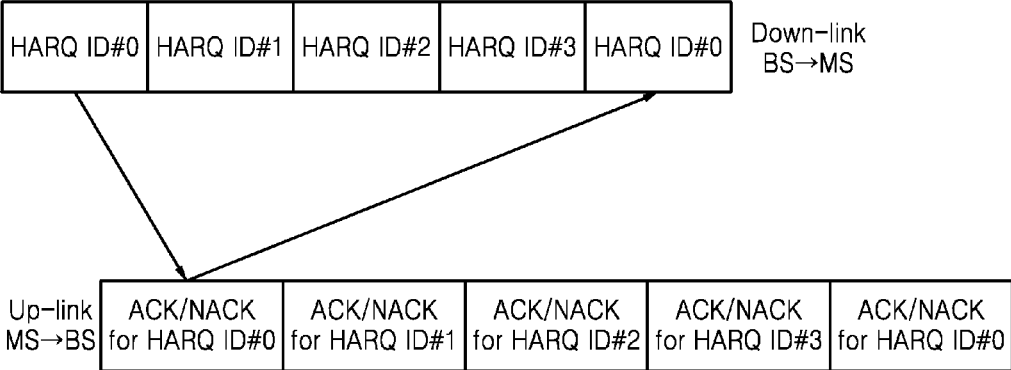 HARQ ID#0 HARQ ID#1 HARQ ID#2 HARQ ID#3 HARQ ID#0
Down-link
BS→MS
Up-link
MS→BS
ACK/NACK ACK/NACK ACK/NACK ACK/NACK ACK/NACK
for HARQ ID#0 for HARQ ID#1 for HARQ ID#2 for HARQ ID#3 for HARQ ID#0